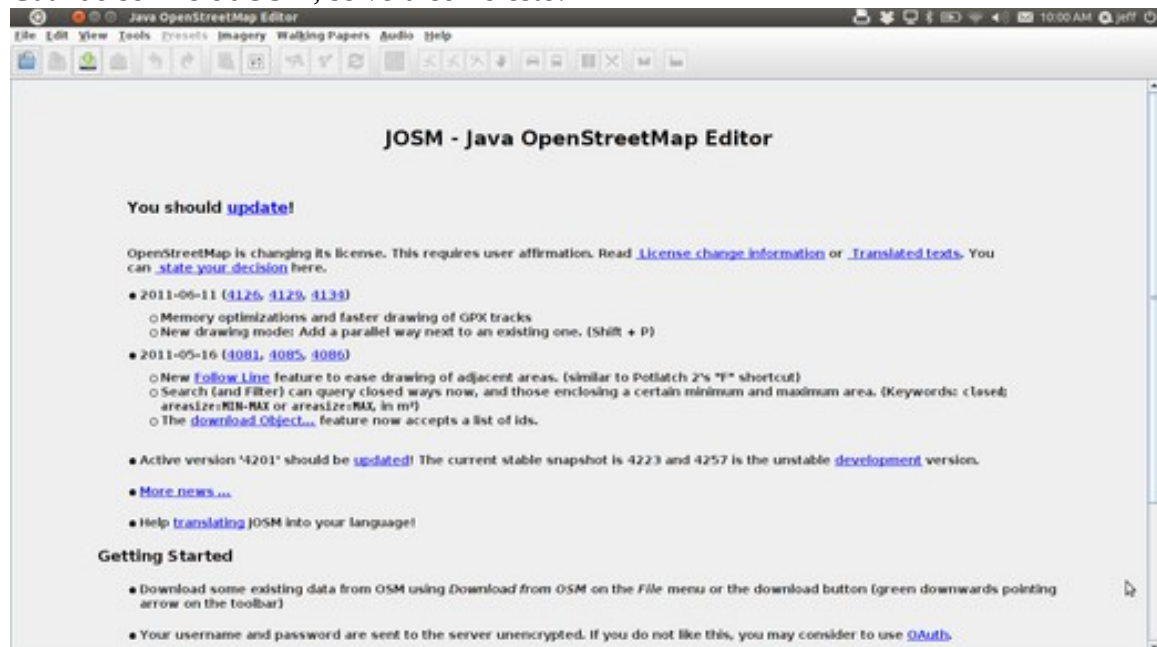 Java OpenStreetMap Editor
10:00 AM jeff
File Edit View Tools Presets Imagery Walking Papers Audio Help
JOSM - Java OpenStreetMap Editor
You should update!
OpenStreetMap is changing its license. This requires user affirmation. Read License change information or Translated texts. You
can state your decision here.
• 2011-06-11 (4126, 4129, 4134)
○ Memory optimizations and faster drawing of GPX tracks
○ New drawing mode: Add a parallel way next to an existing one. (Shift + P)
• 2011-05-16 (4081, 4085, 4086)
○ New Follow Line feature to ease drawing of adjacent areas. (similar to Potlatch 2's "F" shortcut)
○ Search (and Filter) can query closed ways now, and those enclosing a certain minimum and maximum area. (Keywords: closed;
areasize:MIN-MAX or areasize:MAX, in m²)
○ The download Object... feature now accepts a list of ids.
• Active version '4201' should be updated! The current stable snapshot is 4223 and 4257 is the unstable development version.
• More news ...
• Help translating JOSM into your language!
Getting Started
• Download some existing data from OSM using Download from OSM on the File menu or the download button (green downwards pointing
arrow on the toolbar)
• Your username and password are sent to the server unencrypted. If you do not like this, you may consider to use OAuth.